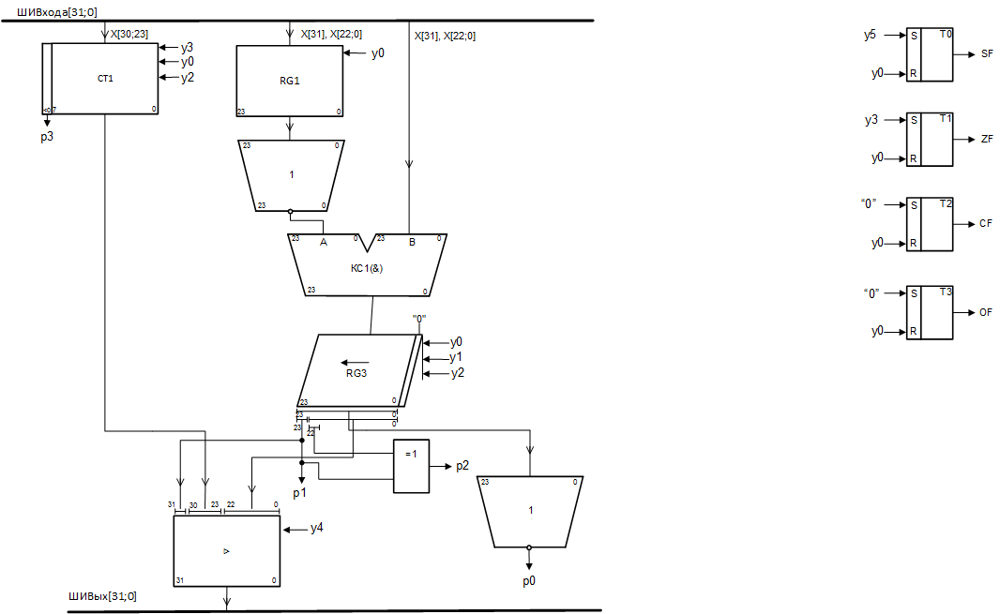 ШИВхода[31;0]
X[30;23]
X[31], X[22;0]
X[31], X[22;0]
y3
y0
y2
CT1
<0
7
0
p3
y0
RG1
23
0
23
0
1
23
0
23
A
0
23
B
0
КС1(&)
23
0
"0"
y0
y1
y2
RG3
23
0
23
0
0
23
22
=1
p2
p1
31
30
23
22
0
y4
>
31
0
23
0
1
p0
ШИВых[31;0]
y5
S
T0
SF
y0
R
y3
S
T1
ZF
y0
R
“0”
S
T2
CF
y0
R
“0”
S
T3
OF
y0
R